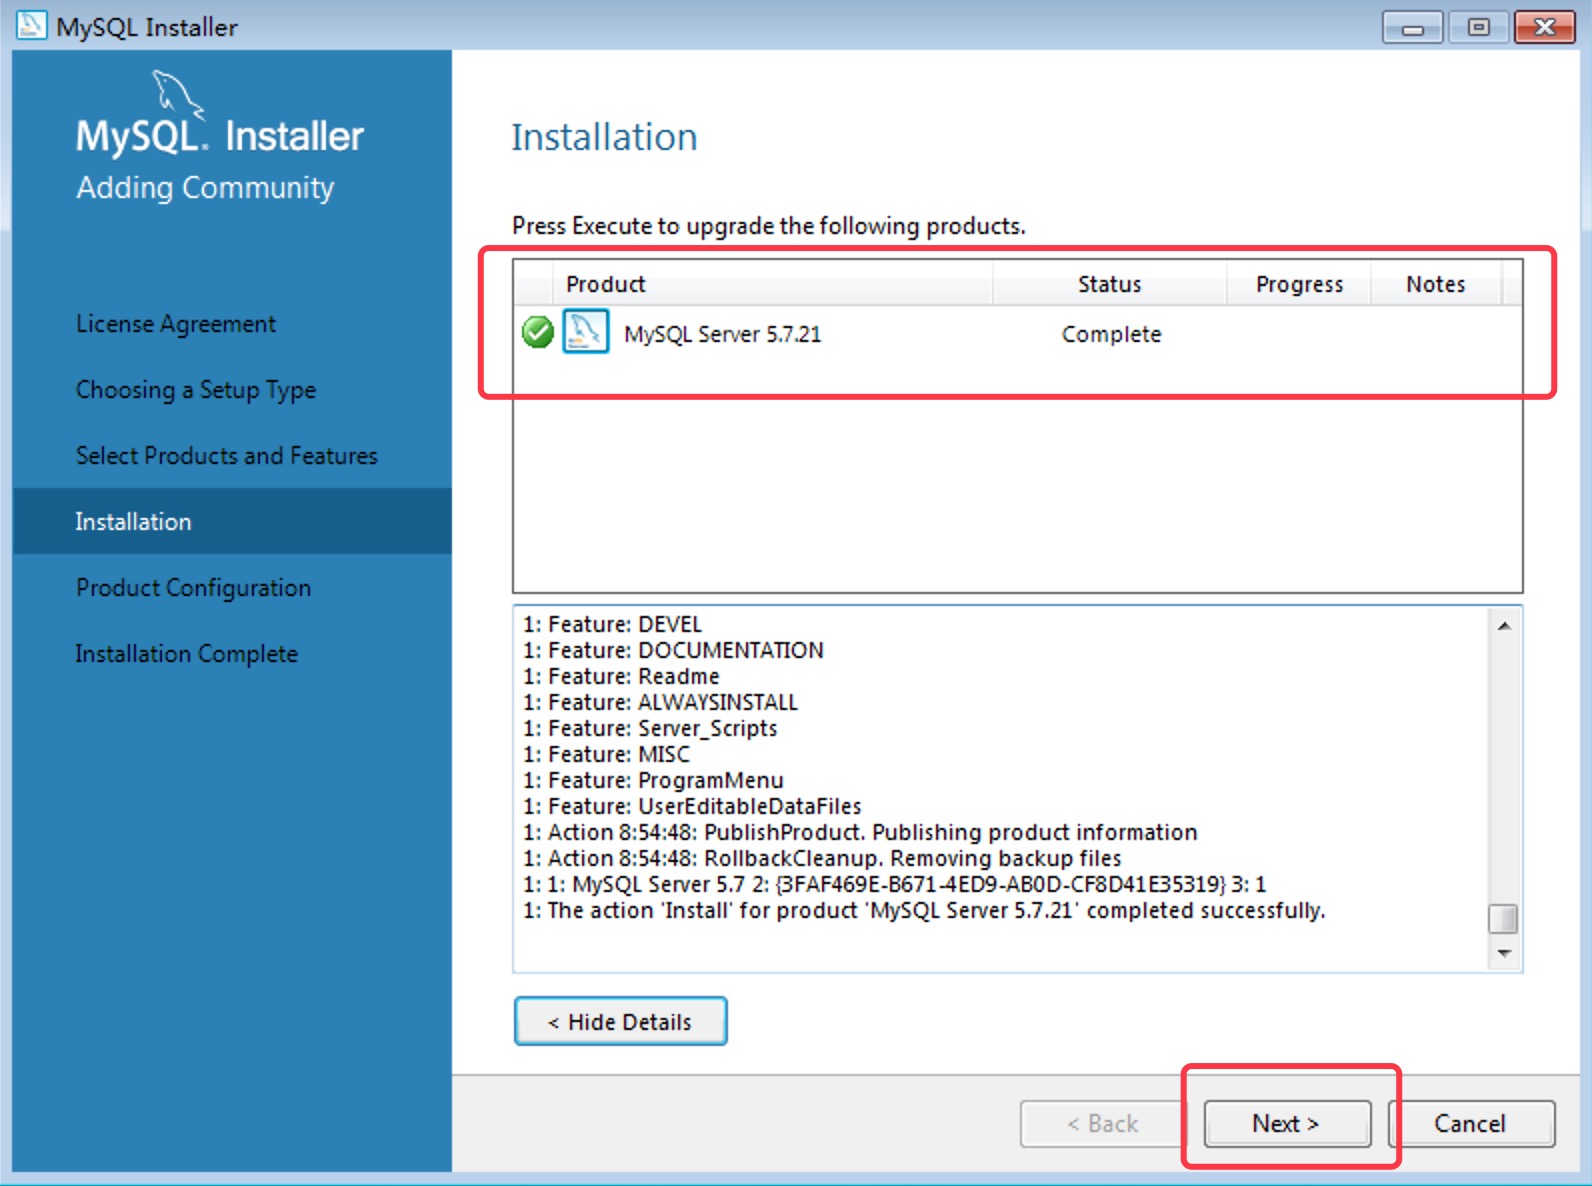 MySQL Installer
MySQL. Installer
Adding Community
License Agreement
Choosing a Setup Type
Select Products and Features
Installation
Product Configuration
Installation Complete
Installation
Press Execute to upgrade the following products.
Product Status Progress Notes
MySQL Server 5.7.21 Complete
1: Feature: DEVEL
1: Feature: DOCUMENTATION
1: Feature: Readme
1: Feature: ALWAYSINSTALL
1: Feature: Server_Scripts
1: Feature: MISC
1: Feature: ProgramMenu
1: Feature: UserEditableDataFiles
1: Action 8:54:48: PublishProduct. Publishing product information
1: Action 8:54:48: RollbackCleanup. Removing backup files
1: 1: MySQL Server 5.7 2: {3FAF469E-B671-4ED9-AB0D-CF8D41E35319} 3: 1
1: The action 'Install' for product 'MySQL Server 5.7.21' completed successfully.
< Hide Details
< Back Next > Cancel